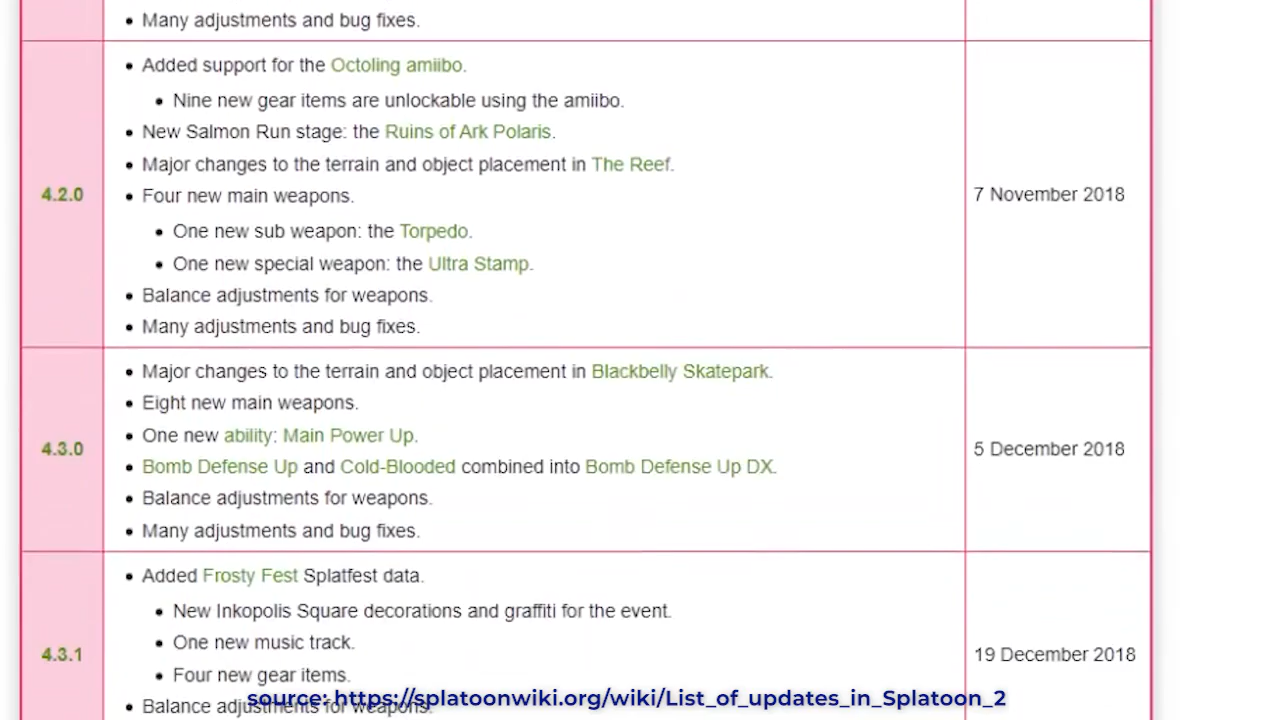 Many adjustments and bug fixes.
Added support for the Octoling amiibo.
Nine new gear items are unlockable using the amiibo.
New Salmon Run stage: the Ruins of Ark Polaris.
Major changes to the terrain and object placement in The Reef.
4.2.0
Four new main weapons.
7 November 2018
One new sub weapon: the Torpedo.
One new special weapon: the Ultra Stamp.
Balance adjustments for weapons.
Many adjustments and bug fixes.
Major changes to the terrain and object placement in Blackbelly Skatepark.
Eight new main weapons.
One new ability: Main Power Up.
4.3.0
5 December 2018
Bomb Defense Up and Cold-Blooded combined into Bomb Defense Up DX.
Balance adjustments for weapons.
Many adjustments and bug fixes.
Added Frosty Fest Splatfest data.
New Inkopolis Square decorations and graffiti for the event.
One new music track.
4.3.1
19 December 2018
Four new gear items.
Balance adjustments for weapons.
source: https://splatoonwiki.org/wiki/List_of_updates_in_Splatoon_2